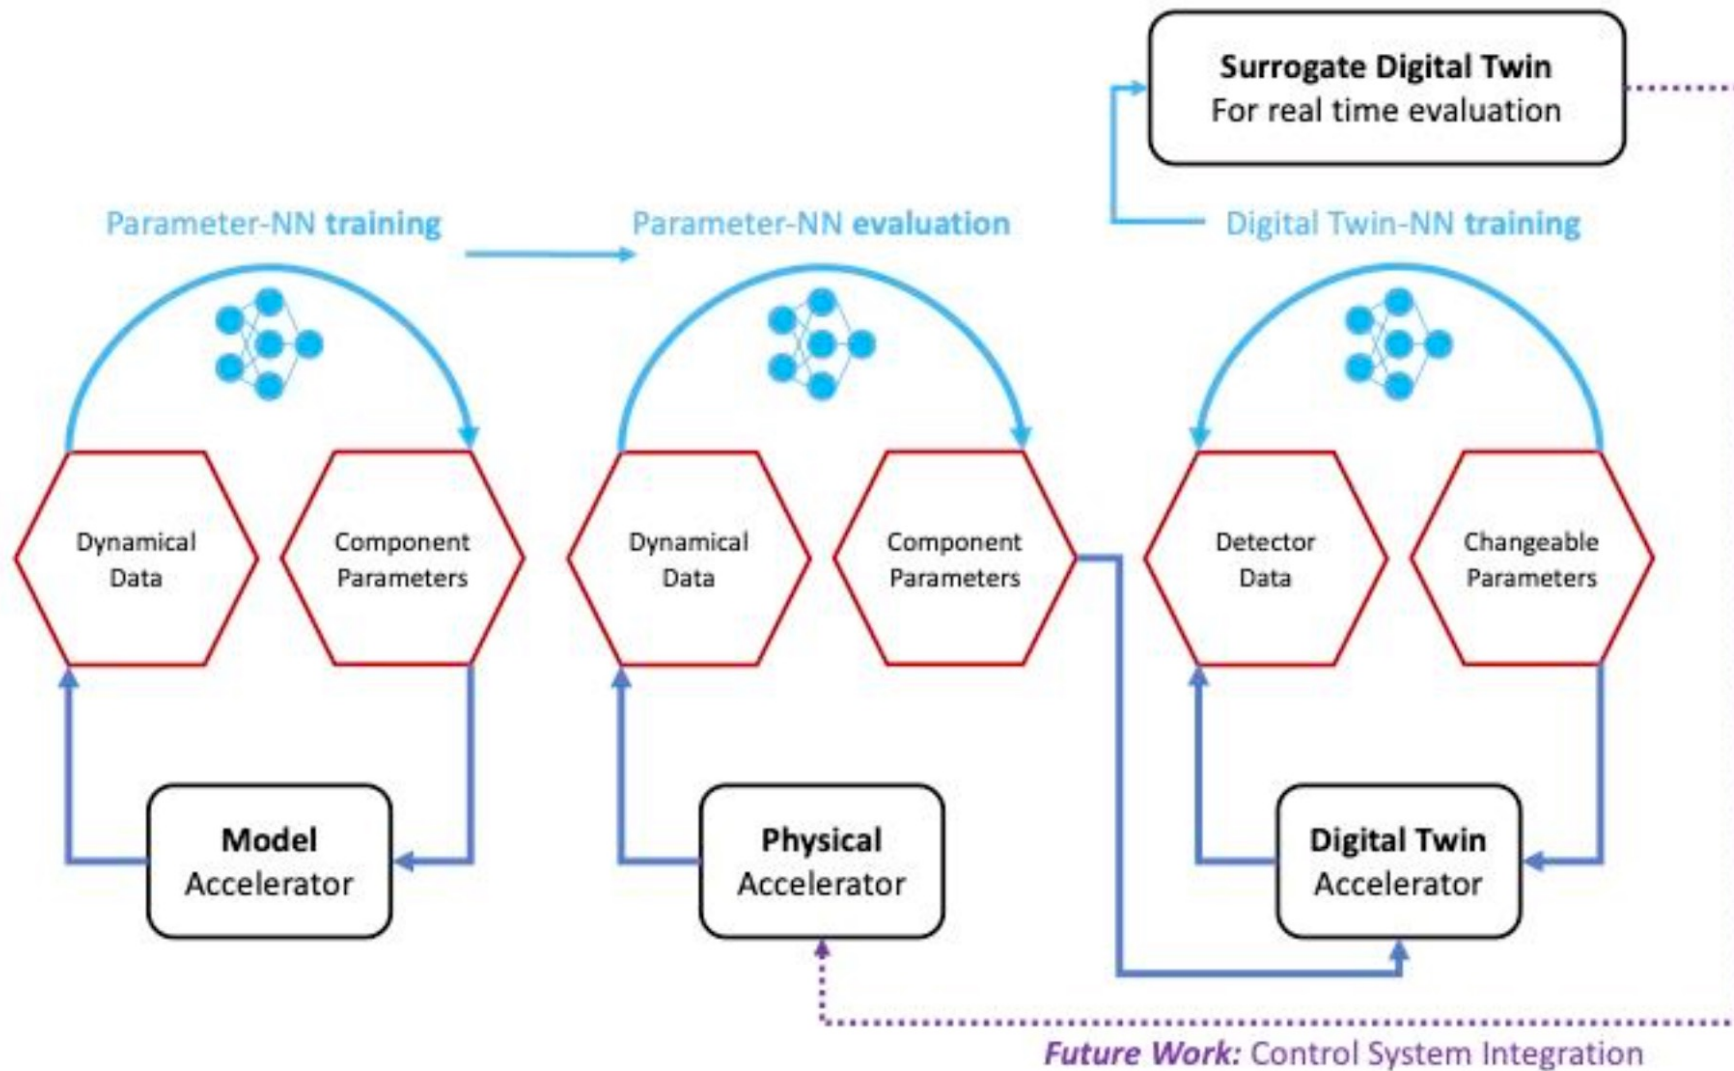 Surrogate Digital Twin
For real time evaluation
Parameter-NN training
Parameter-NN evaluation
Digital Twin-NN training
Dynamical
Data
Component
Parameters
Dynamical
Data
Component
Parameters
Detector
Data
Changeable
Parameters
Model
Accelerator
Physical
Accelerator
Digital Twin
Accelerator
Future Work: Control System Integration